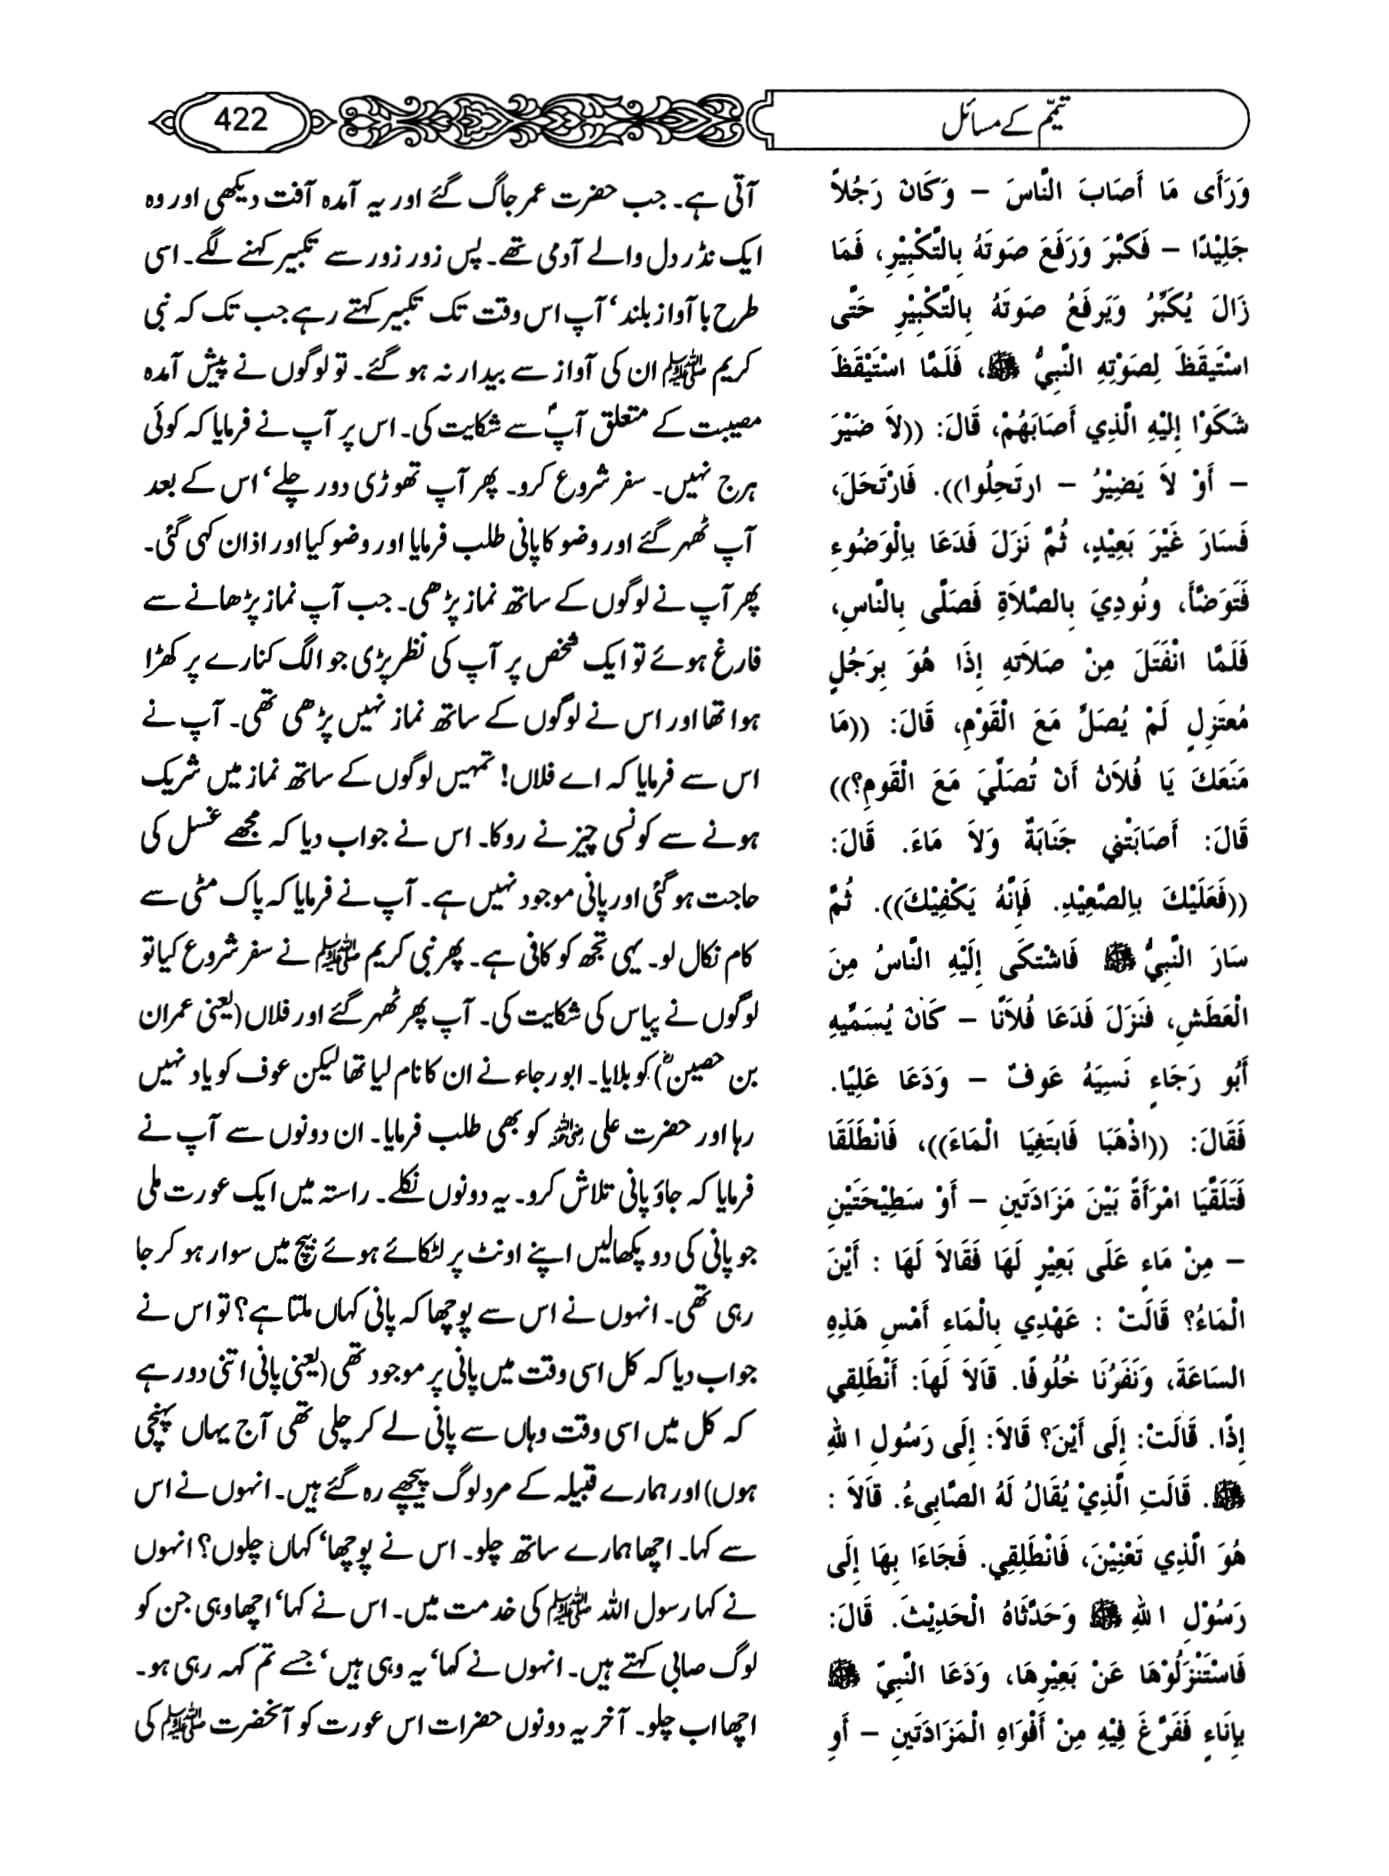 تیمم کے مسائل
422
وَرَأَى مَا أَصَابَ النَّاسَ – وَكَانَ رَجُلاً
جَلِيْدًا – فَكَبَّرَ وَرَفَعَ صَوتَهُ بِالتَّكْبِيْرِ، فَمَا
زَالَ يُكَبِّرُ وَيَرفَعُ صَوتَهُ بِالتَّكْبِيْرِ حَتَّى
اسْتَيقَظَ لِصَوْتِهِ النَّبِيُّ ﷺ، فَلَمَّا اسْتَيْقَظَ
شَكَوْا إِلَيْهِ الَّذِي أَصَابَهُمْ، قَالَ: ((لاَ ضَيْرَ
– أَوْ لاَ يَضِيْرُ – ارتَحِلُوا)). فَارْتَحَلَ،
فَسَارَ غَيْرَ بَعِيْدٍ، ثُمَّ نَزَلَ فَدَعَا بِالْوَضُوءِ
فَتَوَضَّأَ، ونُودِيَ بِالصَّلاَةِ فَصَلَّى بِالنَّاسِ،
فَلَمَّا انْفَتَلَ مِنْ صَلاَتِهِ إِذَا هُوَ بِرَجُلٍ
مُعتَزِلٍ لَمْ يُصَلِّ مَعَ الْقَوْمِ، قَالَ: ((مَا
مَنَعَكَ يَا فُلاَنُ أَنْ تُصَلِّيَ مَعَ الْقَومِ؟))
قَالَ: أَصَابَتْنِي جَنَابَةٌ وَلاَ مَاءَ. قَالَ:
((فَعَلَيْكَ بِالصَّعِيْدِ. فَإِنَّهُ يَكْفِيْكَ)). ثُمَّ
سَارَ النَّبِيُّ ﷺ فَاشْتَكَى إِلَيْهِ النَّاسُ مِنَ
الْعَطَشِ، فَنَزَلَ فَدَعَا فُلاَنًا – كَانَ يُسَمِّيهِ
أَبُو رَجَاءٍ نَسِيَهُ عَوفٌ – وَدَعَا عَلِيًا.
فَقَالَ: ((اذْهَبَا فَابتَغِيَا الْمَاءَ))، فَانْطَلَقَا
فَتَلَقَّيَا امْرَأَةً بَيْنَ مَزَادَتَينِ – أَوْ سَطِيْحَتَيْنِ
– مِنْ مَاءٍ عَلَى بَعِيْرٍ لَهَا فَقَالاَ لَهَا : أَيْنَ
الْمَاءُ؟ قَالَتْ : عَهْدِي بِالْمَاءِ أَمْسِ هَذِهِ
السَاعَةَ، وَنَفَرُنَا خُلُوفًا. قَالاَ لَهَا: أَنْطَلِقِي
إِذًا. قَالَتْ: إِلَى أَيْنَ؟ قَالاَ: إِلَى رَسُولِ اللهِ
ﷺ. قَالَتِ الَّذِيْ يُقَالُ لَهُ الصَّابِيءُ. قَالاَ :
هُوَ الَّذِي تَعْنِيْنَ، فَانْطَلِقِي. فَجَاءَا بِهَا إِلَى
رَسُوْلِ اللهِ ﷺ وَحَدَّثَاهُ الْحَدِيْثَ. قَالَ:
فَاسْتَنْزَلُوْهَا عَنْ بَعِيْرِهَا، وَدَعَا النَّبِيّ ﷺ
بِإِنَاءٍ فَفَرَّغَ فِيْهِ مِنْ أَفْوَاهِ الْمَزَادَتَينِ – أَوِ
آتی ہے۔ جب حضرت عمر جاگ گئے اور یہ آمدہ آفت دیکھی اور وہ
ایک نڈر دل والے آدمی تھے۔ پس زور زور سے تکبیر کہنے لگے۔ اسی
طرح باآواز بلند‘ آپ اس وقت تک تکبیر کہتے رہے جب تک کہ نبی
کریم ﷺ ان کی آواز سے بیدار نہ ہو گئے۔ تو لوگوں نے پیش آمدہ
مصیبت کے متعلق آپؐ سے شکایت کی۔ اس پر آپ نے فرمایا کہ کوئی
ہرج نہیں۔ سفر شروع کرو۔ پھر آپ تھوڑی دور چلے‘ اس کے بعد
آپ ٹھہر گئے اور وضو کا پانی طلب فرمایا اور وضو کیا اور اذان کہی گئی۔
پھر آپ نے لوگوں کے ساتھ نماز پڑھی۔ جب آپ نماز پڑھانے سے
فارغ ہوئے تو ایک شخص پر آپ کی نظر پڑی جو الگ کنارے پر کھڑا
ہوا تھا اور اس نے لوگوں کے ساتھ نماز نہیں پڑھی تھی۔ آپ نے
اس سے فرمایا کہ اے فلاں! تمہیں لوگوں کے ساتھ نماز میں شریک
ہونے سے کونسی چیز نے روکا۔ اس نے جواب دیا کہ مجھے غسل کی
حاجت ہو گئی اور پانی موجود نہیں ہے۔ آپ نے فرمایا کہ پاک مٹی سے
کام نکال لو۔ یہی تجھ کو کافی ہے۔ پھر نبی کریم ﷺ نے سفر شروع کیا تو
لوگوں نے پیاس کی شکایت کی۔ آپ پھر ٹھہر گئے اور فلاں (یعنی عمران
بن حصینؓ) کو بلایا۔ ابو رجاء نے ان کا نام لیا تھا لیکن عوف کو یاد نہیں
رہا اور حضرت علی رضی اللہ عنہ کو بھی طلب فرمایا۔ ان دونوں سے آپ نے
فرمایا کہ جاؤ پانی تلاش کرو۔ یہ دونوں نکلے۔ راستہ میں ایک عورت ملی
جو پانی کی دو پکھالیں اپنے اونٹ پر لٹکائے ہوئے بیچ میں سوار ہو کر جا
رہی تھی۔ انہوں نے اس سے پوچھا کہ پانی کہاں ملتا ہے؟ تو اس نے
جواب دیا کہ کل اسی وقت میں پانی پر موجود تھی (یعنی پانی اتنی دور ہے
کہ کل میں اسی وقت وہاں سے پانی لے کر چلی تھی آج یہاں پہنچی
ہوں) اور ہمارے قبیلہ کے مرد لوگ پیچھے رہ گئے ہیں۔ انہوں نے اس
سے کہا۔ اچھا ہمارے ساتھ چلو۔ اس نے پوچھا‘ کہاں چلوں؟ انہوں
نے کہا رسول اللہ ﷺ کی خدمت میں۔ اس نے کہا‘ اچھا وہی جن کو
لوگ صابی کہتے ہیں۔ انہوں نے کہا‘ یہ وہی ہیں‘ جسے تم کہہ رہی ہو۔
اچھا اب چلو۔ آخر یہ دونوں حضرات اس عورت کو آنحضرت ﷺ کی